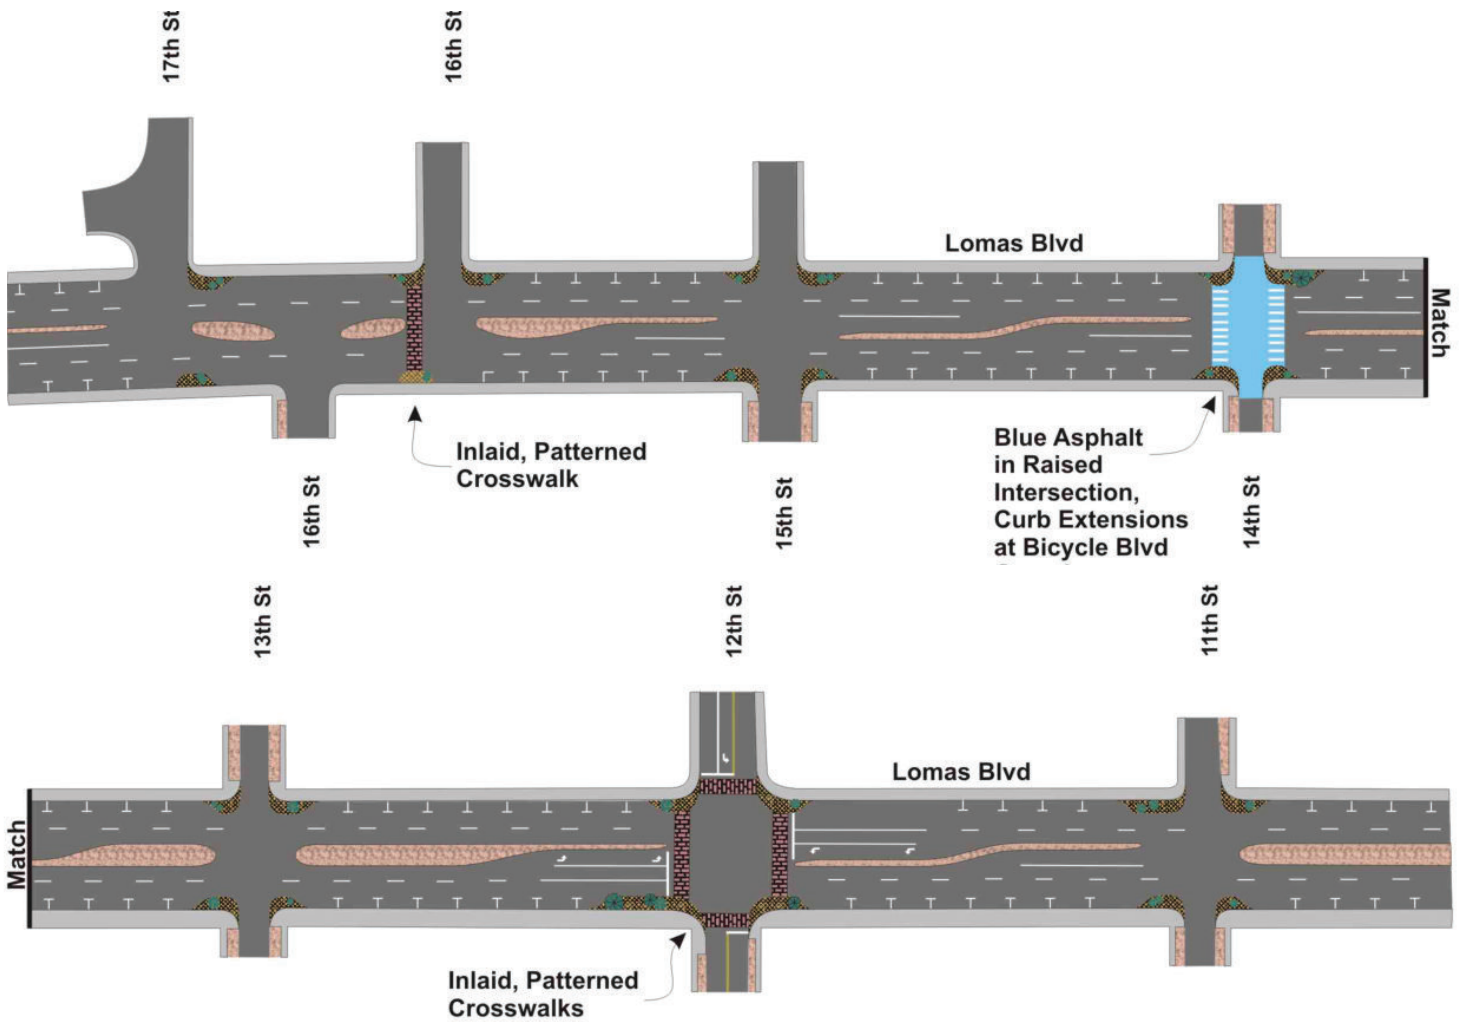 17th St
16th St
Lomas Blvd
Match
Inlaid, Patterned
Crosswalk
16th St
15th St
Blue Asphalt
in Raised
Intersection,
Curb Extensions
at Bicycle Blvd
14th St
13th St
12th St
11th St
Match
Lomas Blvd
Inlaid, Patterned
Crosswalks